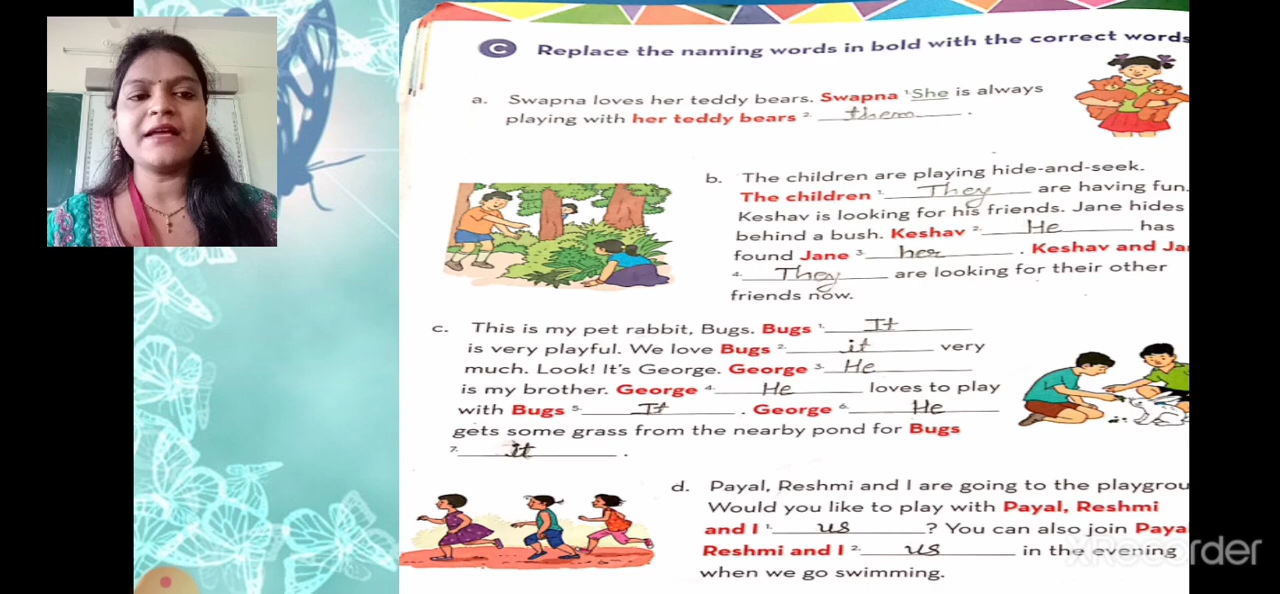 C Replace the naming words in bold with the correct words
a. Swapna loves her teddy bears. Swapna 1. She is always
playing with her teddy bears 2. them .
b. The children are playing hide-and-seek.
The children 1. They are having fun.
Keshav is looking for his friends. Jane hides
behind a bush. Keshav 2. He has
found Jane 3. her . Keshav and Ja
4. They are looking for their other
friends now.
c. This is my pet rabbit, Bugs. Bugs 1. It
is very playful. We love Bugs 2. it very
much. Look! It's George. George 3. He
is my brother. George 4. He loves to play
with Bugs 5. It . George 6. He
gets some grass from the nearby pond for Bugs
7. it .
d. Payal, Reshmi and I are going to the playgrou
Would you like to play with Payal, Reshmi
and I 1. us ? You can also join Paya
Reshmi and I 2. us in the evening
when we go swimming.
XRecorder